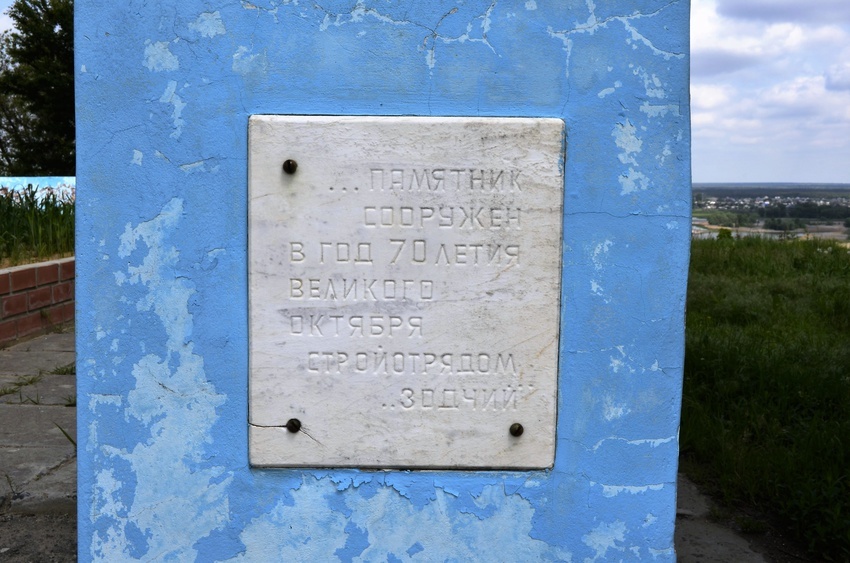 ...ПАМЯТНИК
СООРУЖЕН
В ГОД 70 ЛЕТИЯ
ВЕЛИКОГО
ОКТЯБРЯ
СТРОЙОТРЯДОМ
„ЗОДЧИЙ”